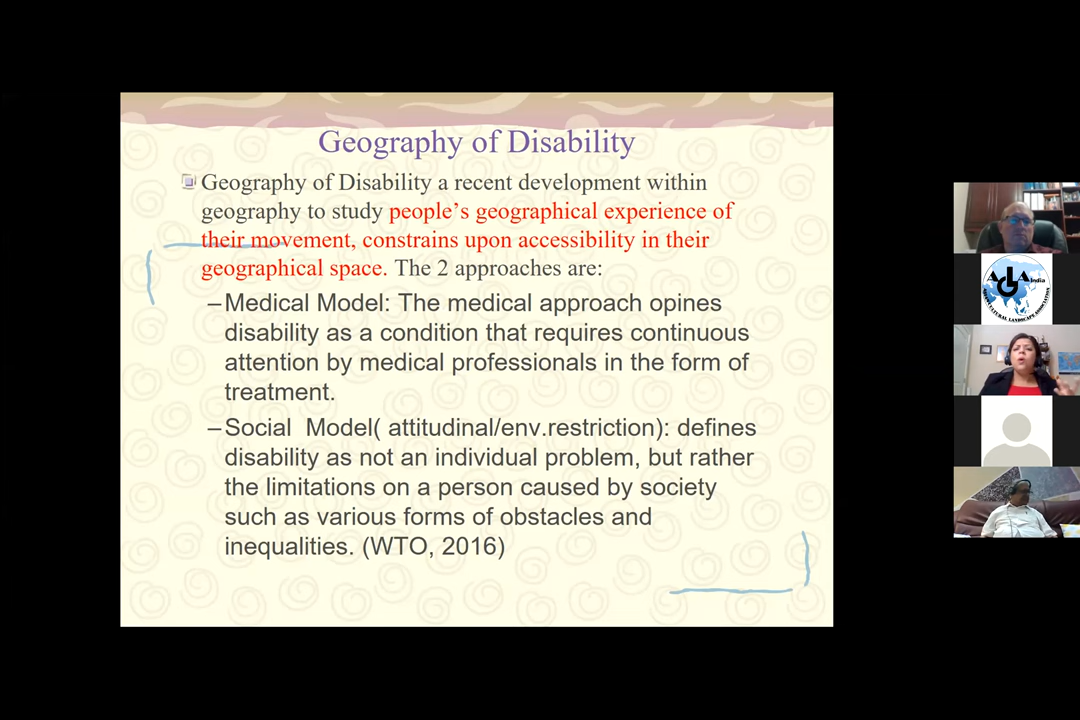 Geography of Disability
Geography of Disability a recent development within
geography to study people's geographical experience of
their movement, constrains upon accessibility in their
geographical space. The 2 approaches are:
–Medical Model: The medical approach opines
disability as a condition that requires continuous
attention by medical professionals in the form of
treatment.
–Social Model( attitudinal/env.restriction): defines
disability as not an individual problem, but rather
the limitations on a person caused by society
such as various forms of obstacles and
inequalities. (WTO, 2016)
India